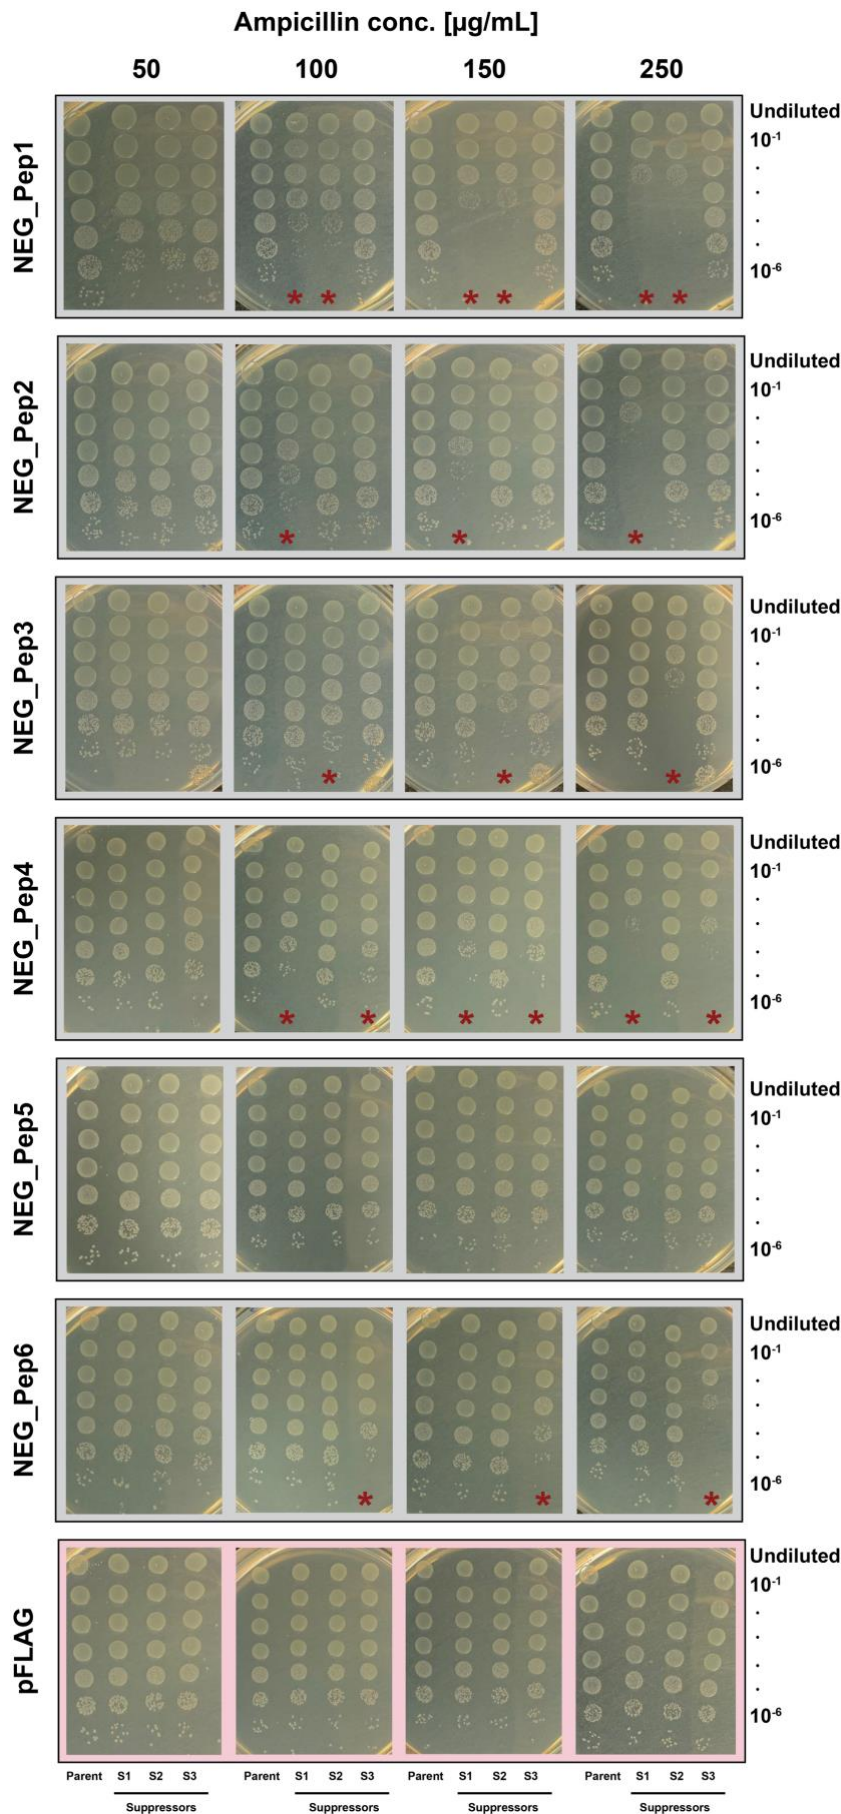 Ampicillin conc. [µg/mL]
50 100 150 250
NEG_Pep1
Undiluted
10-1
.
.
.
.
10-6
* * * * * *
NEG_Pep2
Undiluted
10-1
.
.
.
.
10-6
* * *
NEG_Pep3
Undiluted
10-1
.
.
.
.
10-6
* * *
NEG_Pep4
Undiluted
10-1
.
.
.
.
10-6
* * * * * *
NEG_Pep5
Undiluted
10-1
.
.
.
.
10-6
NEG_Pep6
Undiluted
10-1
.
.
.
.
10-6
* * *
pFLAG
Undiluted
10-1
.
.
.
.
10-6
Parent S1 S2 S3 Parent S1 S2 S3 Parent S1 S2 S3 Parent S1 S2 S3
Suppressors Suppressors Suppressors Suppressors